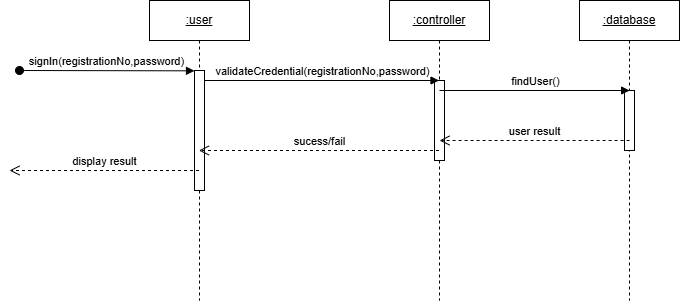 :user
:controller
:database
signIn(registrationNo,password)
validateCredential(registrationNo,password)
findUser()
user result
sucess/fail
display result